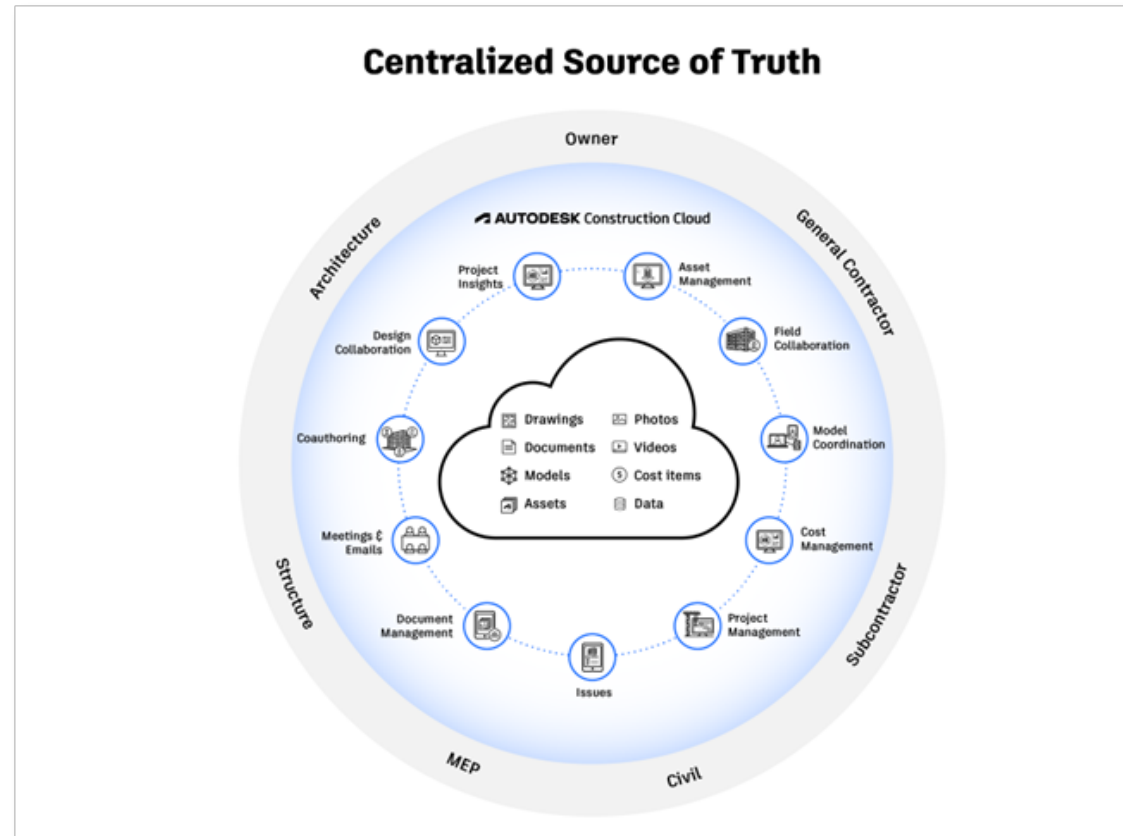 Centralized Source of Truth
Owner
Architecture
General Contractor
AUTODESK Construction Cloud
Project
Insights
Asset
Management
Design
Collaboration
Field
Collaboration
Coauthoring
Model
Coordination
Drawings
Photos
Documents
Videos
Models
Cost items
Assets
Data
Meetings &
Emails
Cost
Management
Structure
Subcontractor
Document
Management
Project
Management
Issues
MEP
Civil